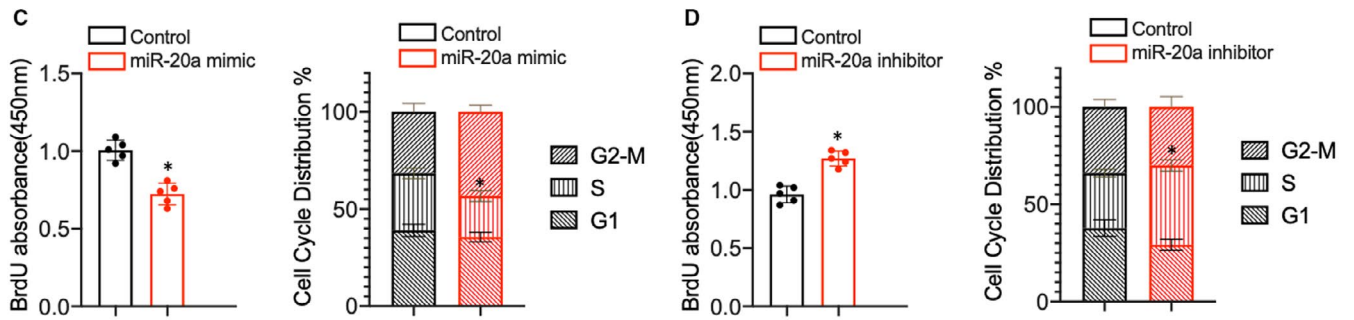 C
Control
miR-20a mimic
BrdU absorbance(450nm)
1.5
1.0
0.5
0.0
*
Control
miR-20a mimic
Cell Cycle Distribution %
100
50
0
*
G2-M
S
G1
D
Control
miR-20a inhibitor
BrdU absorbance(450nm)
2.0
1.5
1.0
0.5
0.0
*
Control
miR-20a inhibitor
Cell Cycle Distribution %
100
50
0
*
G2-M
S
G1